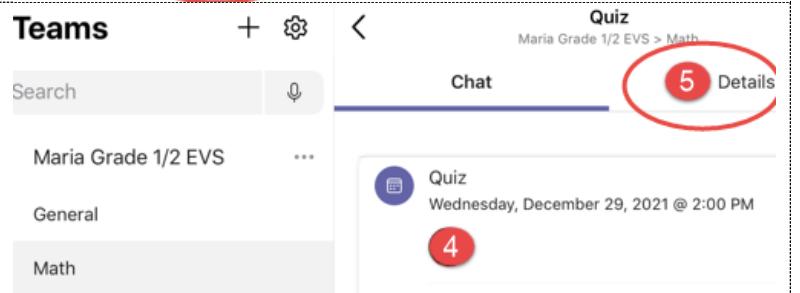 Teams
Search
Maria Grade 1/2 EVS
General
Math
Quiz
Maria Grade 1/2 EVS > Math
Chat
5 Details
Quiz
Wednesday, December 29, 2021 @ 2:00 PM
4